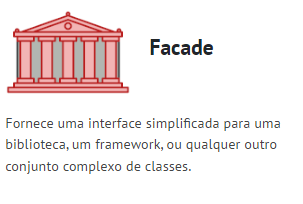 Facade
Fornece uma interface simplificada para uma
biblioteca, um framework, ou qualquer outro
conjunto complexo de classes.